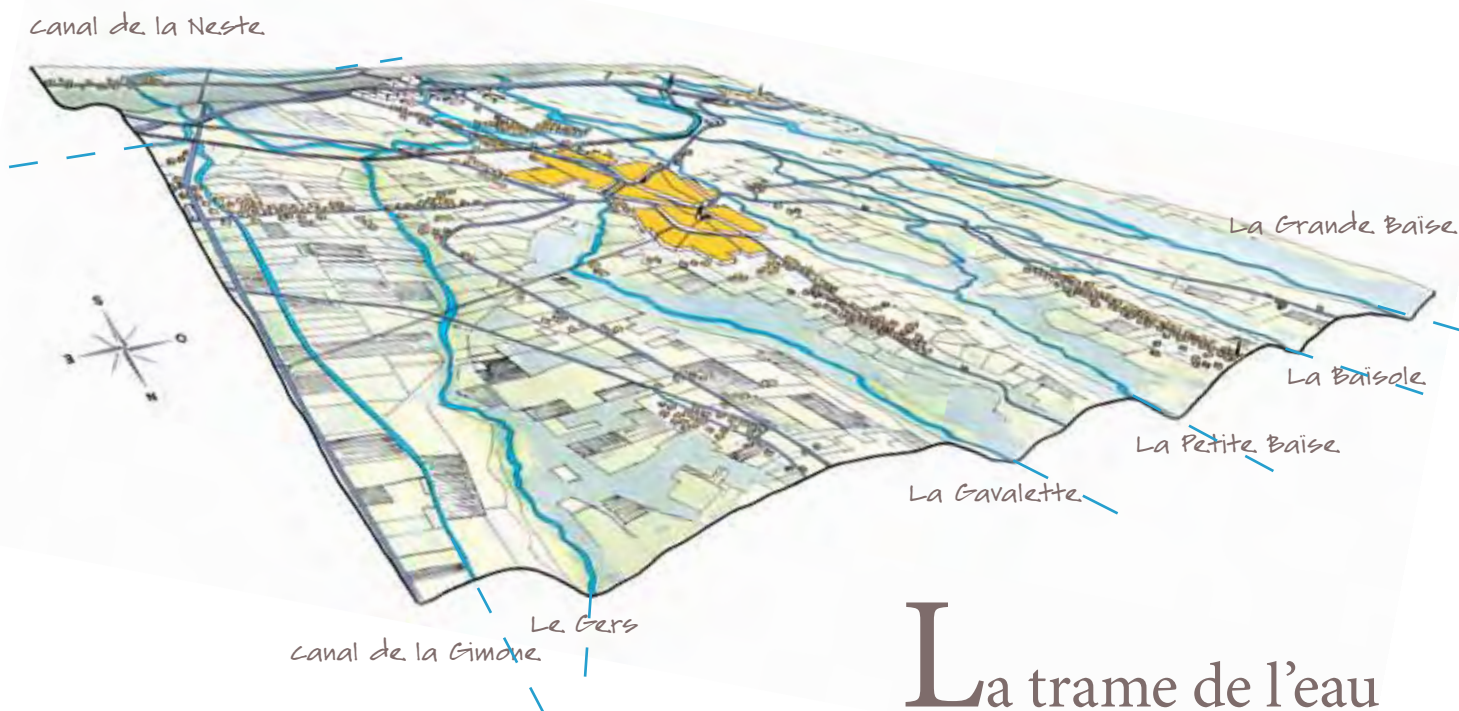 Canal de la Neste
La Grande Baïse
S
O
E
N
La Baïsole
La Petite Baïse
La Gavalette
Le Gers
Canal de la Gimone
La trame de l'eau